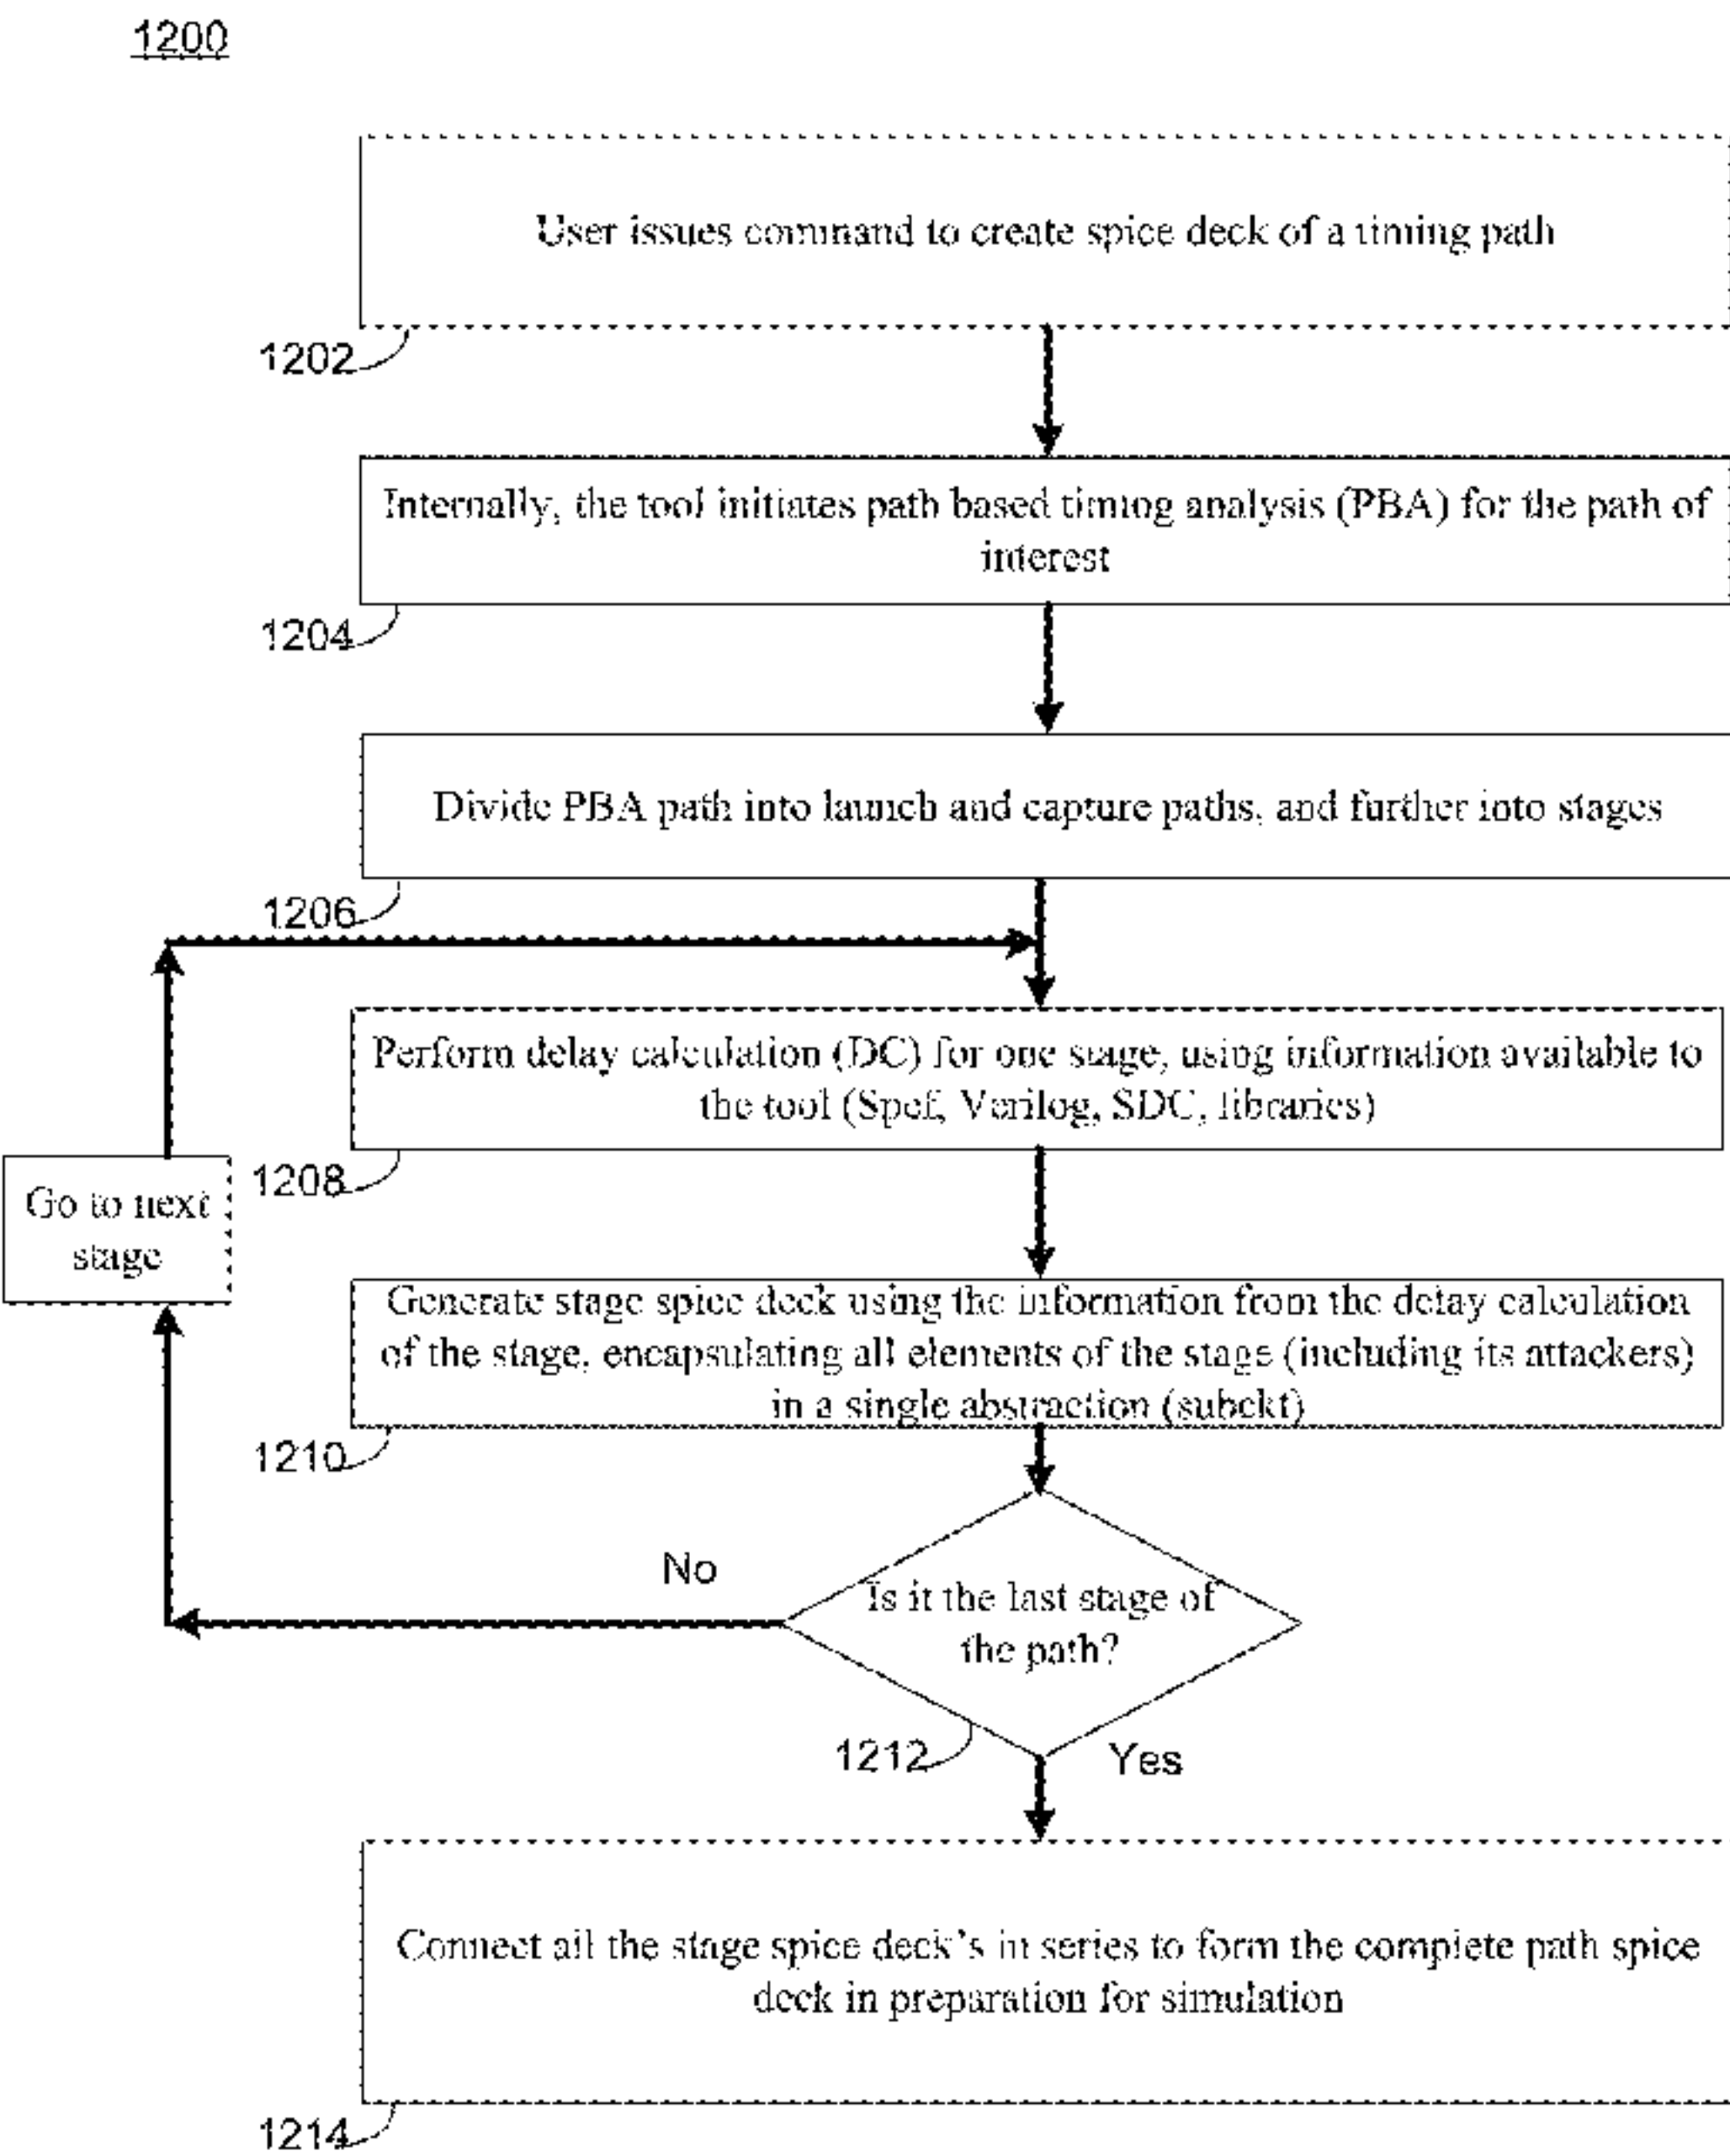 1200
User issues command to create spice deck of a timing path
1202
Internally, the tool initiates path based timing analysis (PBA) for the path of
interest
1204
Divide PBA path into launch and capture paths, and further into stages
1206
Perform delay calculation (DC) for one stage, using information available to
the tool (Spef, Verilog, SDC, libraries)
1208
Go to next
stage
Generate stage spice deck using the information from the delay calculation
of the stage, encapsulating all elements of the stage (including its attackers)
in a single abstraction (subckt)
1210
No
Is it the last stage of
the path?
1212
Yes
Connect all the stage spice deck's in series to form the complete path spice
deck in preparation for simulation
1214